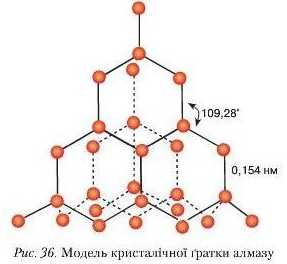 109,28°
0,154 нм
Рис. 36. Модель кристалічної ґратки алмазу